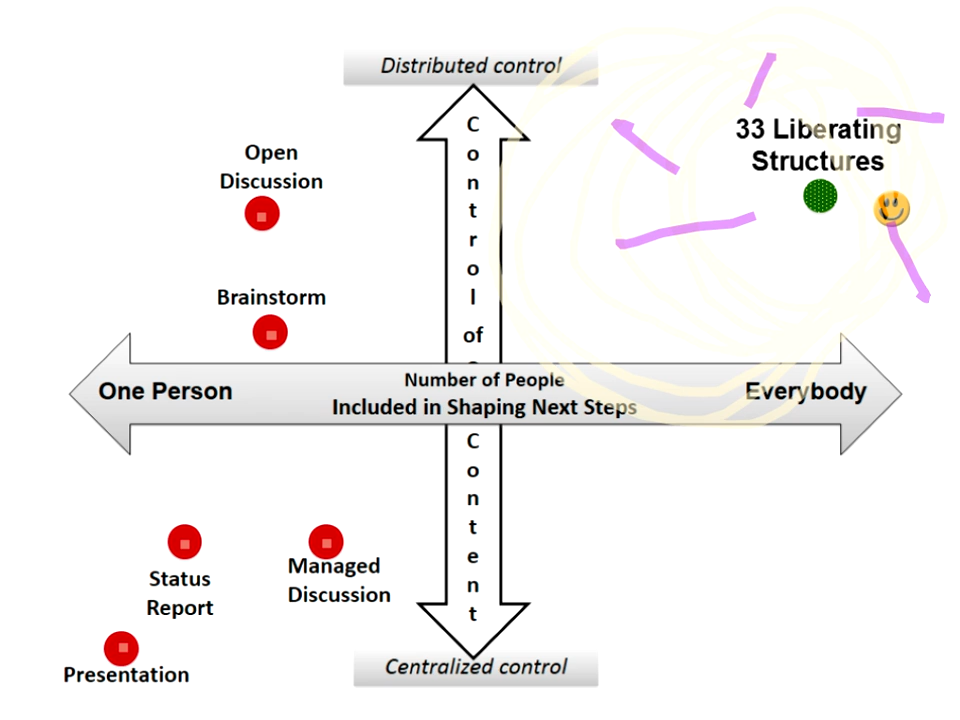 Distributed control
33 Liberating
Structures
Open
Discussion
Brainstorm
Control of
One Person
Number of People
Included in Shaping Next Steps
Everybody
Content
Status
Report
Managed
Discussion
Presentation
Centralized control